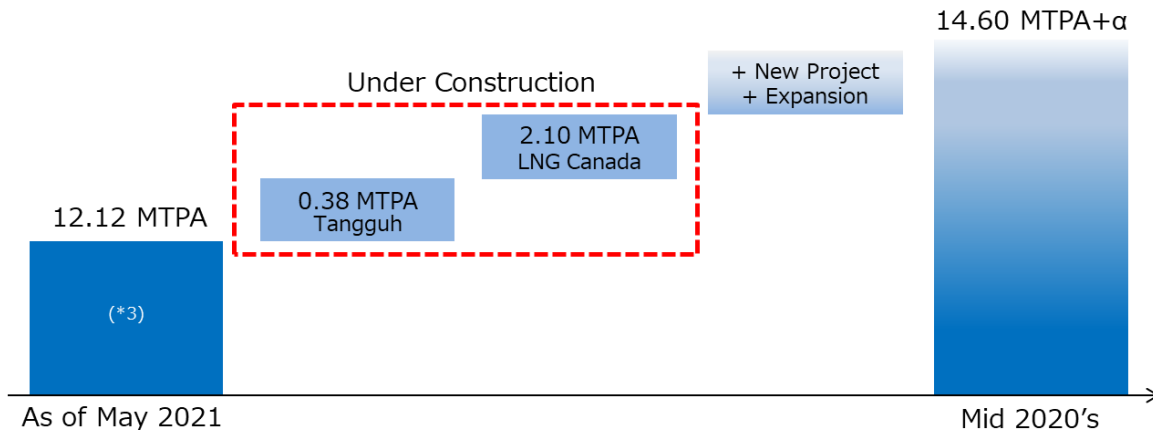 14.60 MTPA+α
+ New Project
+ Expansion
Under Construction
2.10 MTPA
LNG Canada
0.38 MTPA
Tangguh
12.12 MTPA
(*3)
As of May 2021
Mid 2020's